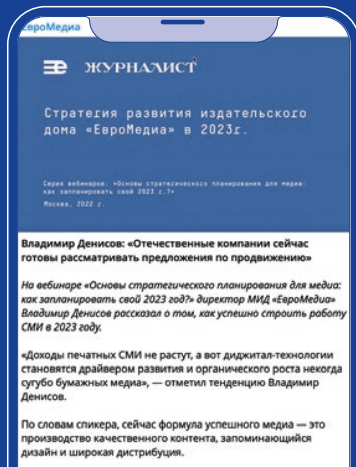 ЕвроМедиа
ЖУРНАЛИСТ
Стратегия развития издательского
дома «ЕвроМедиа» в 2023г.
Серия вебинаров: «Основы стратегического планирования для медиа:
как запланировать свой 2023 г.?»
Москва, 2022 г.
Владимир Денисов: «Отечественные компании сейчас
готовы рассматривать предложения по продвижению»
На вебинаре «Основы стратегического планирования для медиа:
как запланировать свой 2023 год?» директор МИД «ЕвроМедиа»
Владимир Денисов рассказал о том, как успешно строить работу
СМИ в 2023 году.
«Доходы печатных СМИ не растут, а вот диджитал-технологии
становятся драйвером развития и органического роста некогда
сугубо бумажных медиа», — отметил тенденцию Владимир
Денисов.
По словам спикера, сейчас формула успешного медиа — это
производство качественного контента, запоминающийся
дизайн и широкая дистрибуция.